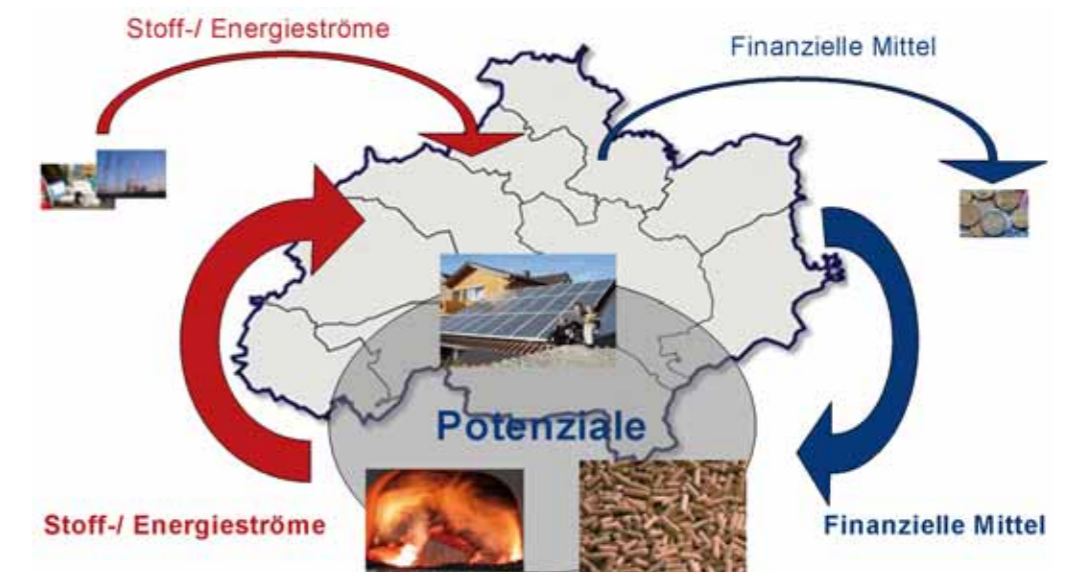 Stoff-/ Energieströme
Finanzielle Mittel
Potenziale
Stoff-/ Energieströme
Finanzielle Mittel